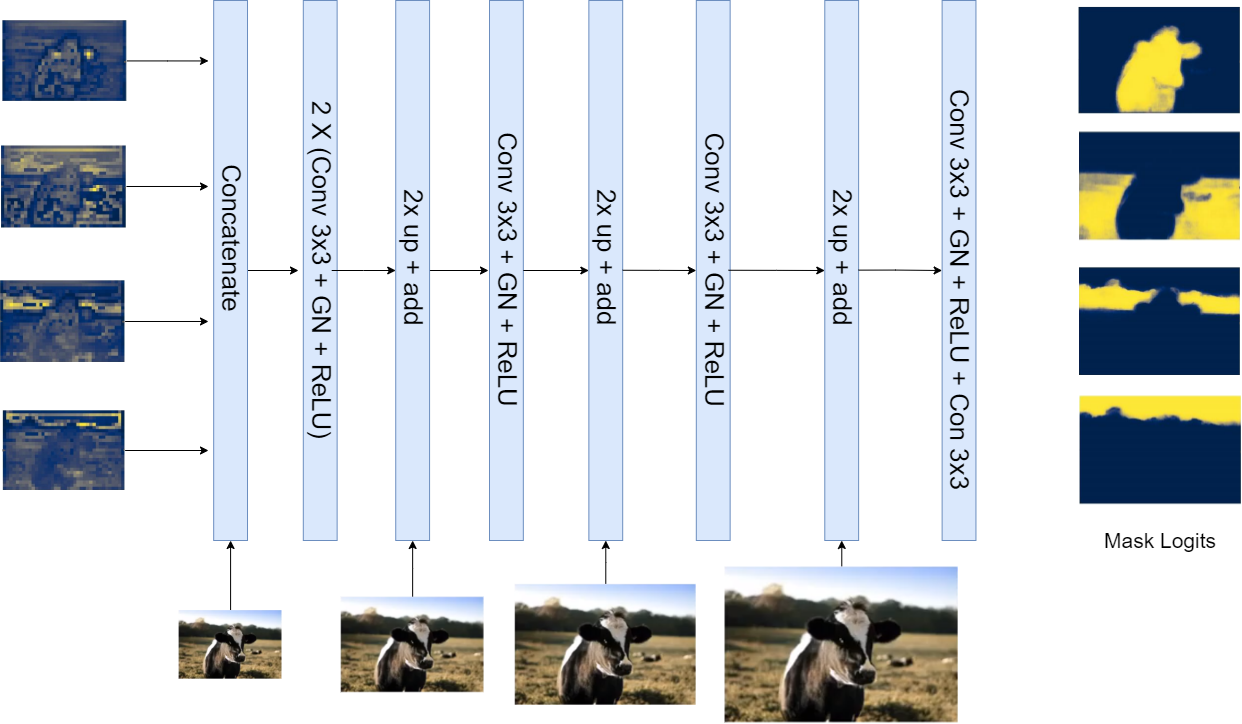 Concatenate
2 X (Conv 3x3 + GN + ReLU)
2x up + add
Conv 3x3 + GN + ReLU
2x up + add
Conv 3x3 + GN + ReLU
2x up + add
Conv 3x3 + GN + ReLU + Con 3x3
Mask Logits